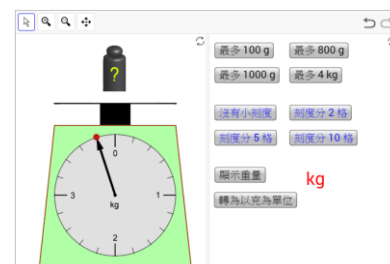 ?
0
3
1
kg
2
最多 100 g
最多 800 g
最多 1000 g
最多 4 kg
沒有小刻度
刻度分 2 格
刻度分 5 格
刻度分 10 格
顯示重量
kg
轉為以克為單位